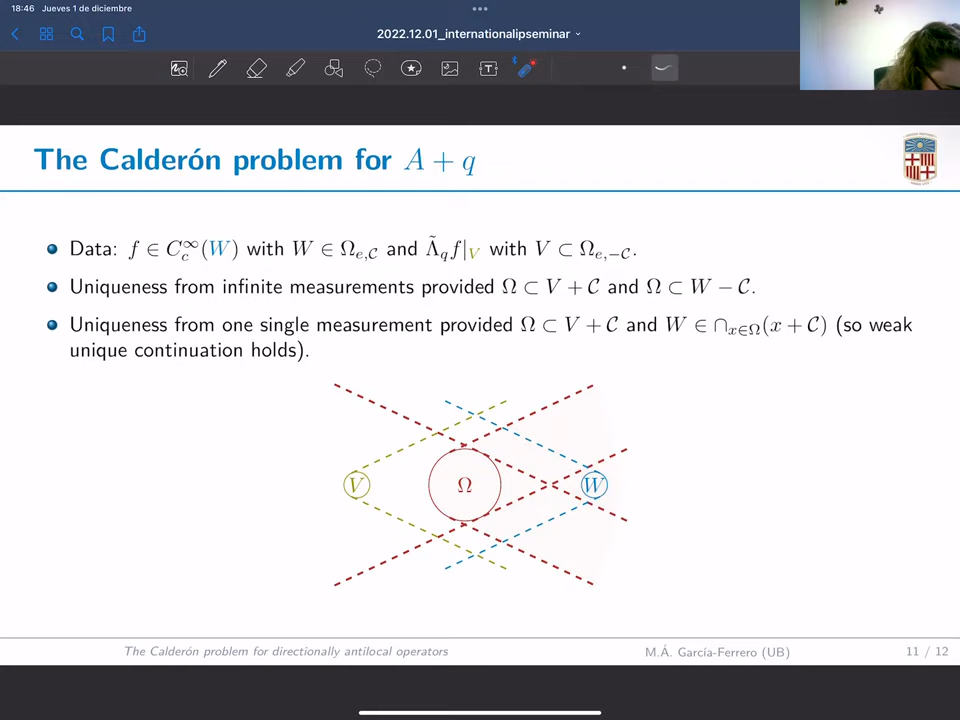 18:46 Jueves 1 de diciembre
2022.12.01_internationalipseminar
T
The Calderón problem for A + q
Data: f ∈ C_c^∞(W) with W ∈ Ω_{e,𝒞} and Λ̃_q f|_V with V ⊂ Ω_{e,−𝒞}.
Uniqueness from infinite measurements provided Ω ⊂ V + 𝒞 and Ω ⊂ W − 𝒞.
Uniqueness from one single measurement provided Ω ⊂ V + 𝒞 and W ∈ ∩_{x∈Ω}(x + 𝒞) (so weak
unique continuation holds).
V Ω W
The Calderón problem for directionally antilocal operators M.Á. García-Ferrero (UB) 11 / 12